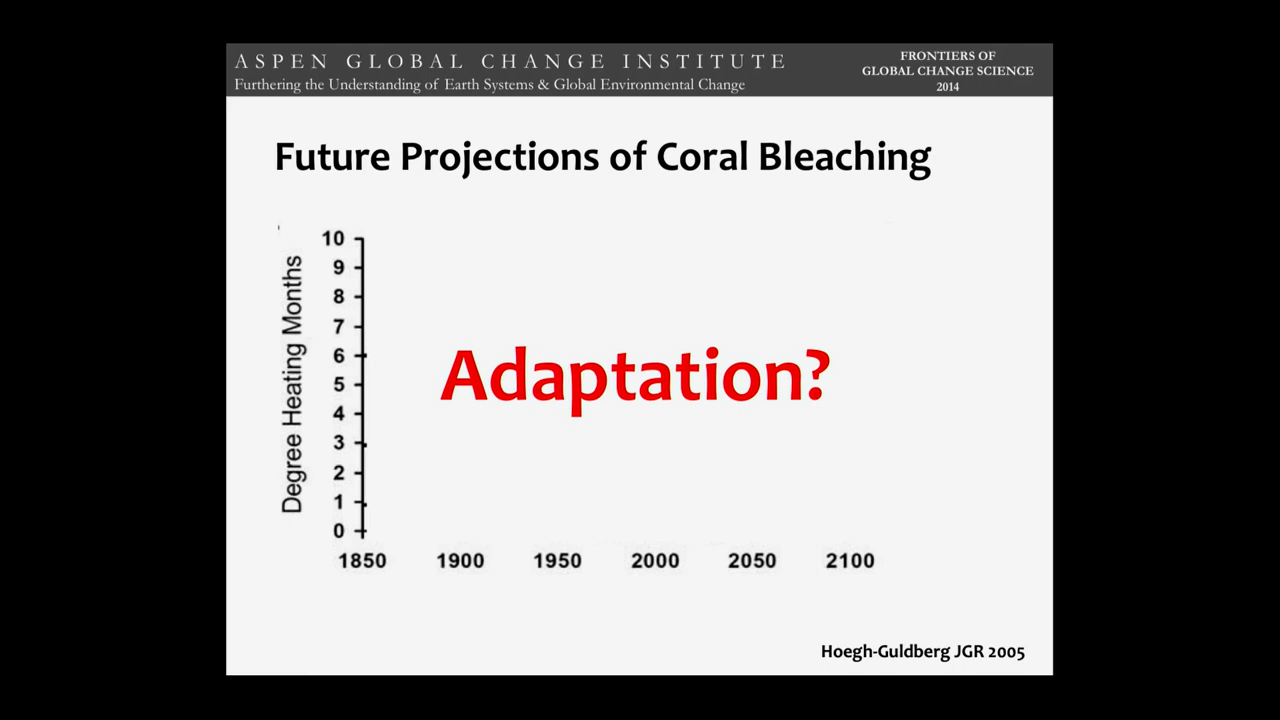 ASPEN GLOBAL CHANGE INSTITUTE
Furthering the Understanding of Earth Systems & Global Environmental Change
FRONTIERS OF
GLOBAL CHANGE SCIENCE
2014
Future Projections of Coral Bleaching
Degree Heating Months
10
9
8
7
6
5
4
3
2
1
0
Adaptation?
1850 1900 1950 2000 2050 2100
Hoegh-Guldberg JGR 2005